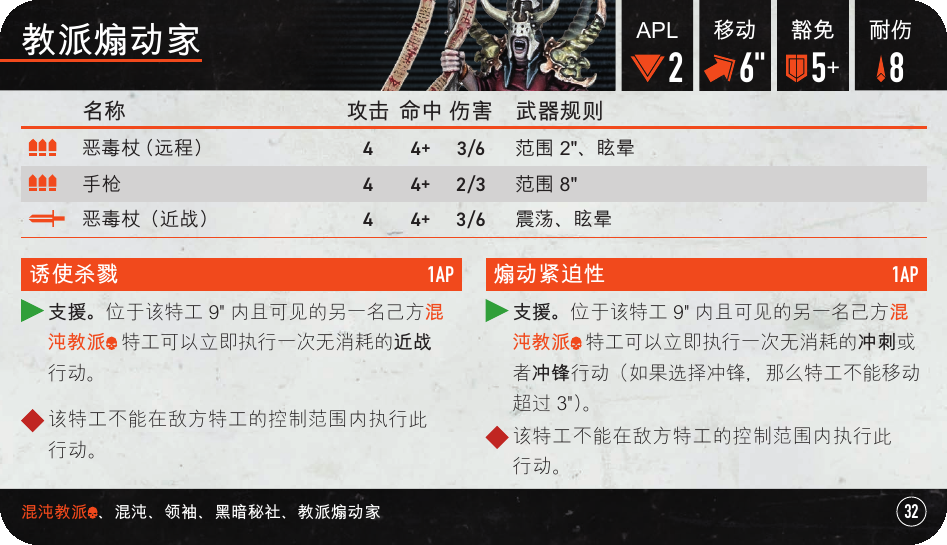 教派煽动家
APL 移动 豁免 耐伤
2 6" 5+ 8
名称 攻击 命中 伤害 武器规则
恶毒杖（远程） 4 4+ 3/6 范围 2"、眩晕
手枪 4 4+ 2/3 范围 8"
恶毒杖（近战） 4 4+ 3/6 震荡、眩晕
诱使杀戮 1AP
支援。位于该特工 9" 内且可见的另一名己方混
沌教派 特工可以立即执行一次无消耗的近战
行动。
该特工不能在敌方特工的控制范围内执行此
行动。
煽动紧迫性 1AP
支援。位于该特工 9" 内且可见的另一名己方混
沌教派 特工可以立即执行一次无消耗的冲刺或
者冲锋行动（如果选择冲锋，那么特工不能移动
超过 3"）。
该特工不能在敌方特工的控制范围内执行此
行动。
混沌教派、混沌、领袖、黑暗秘社、教派煽动家
32